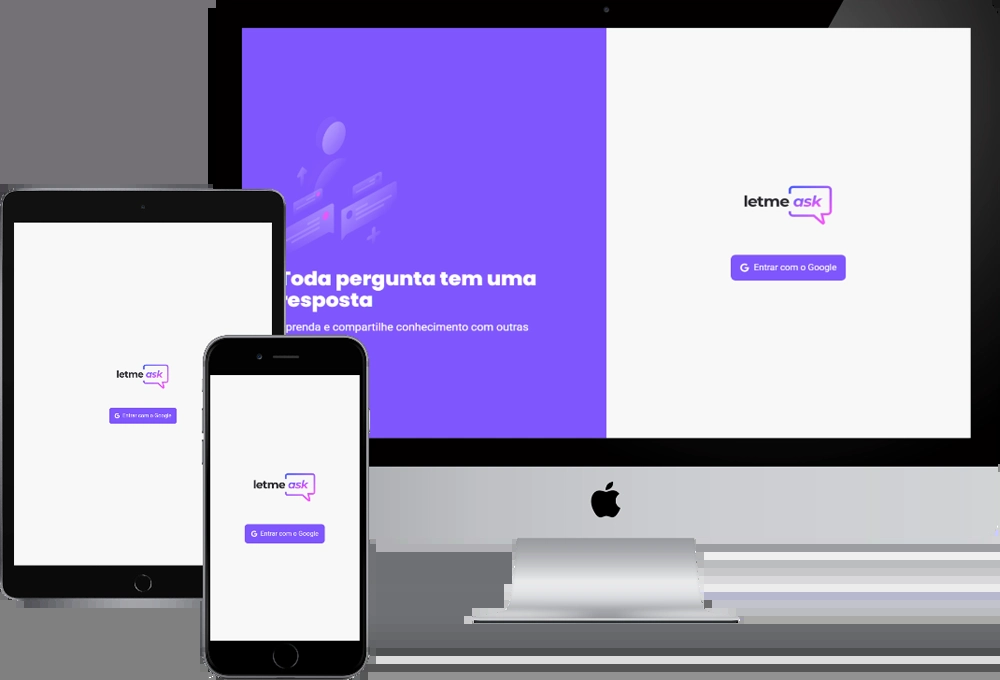 letme ask
Entrar com o Google
Toda pergunta tem uma
resposta
prenda e compartilhe conhecimento com outras
letme ask
Entrar com o Google
letme ask
Entrar com o Google